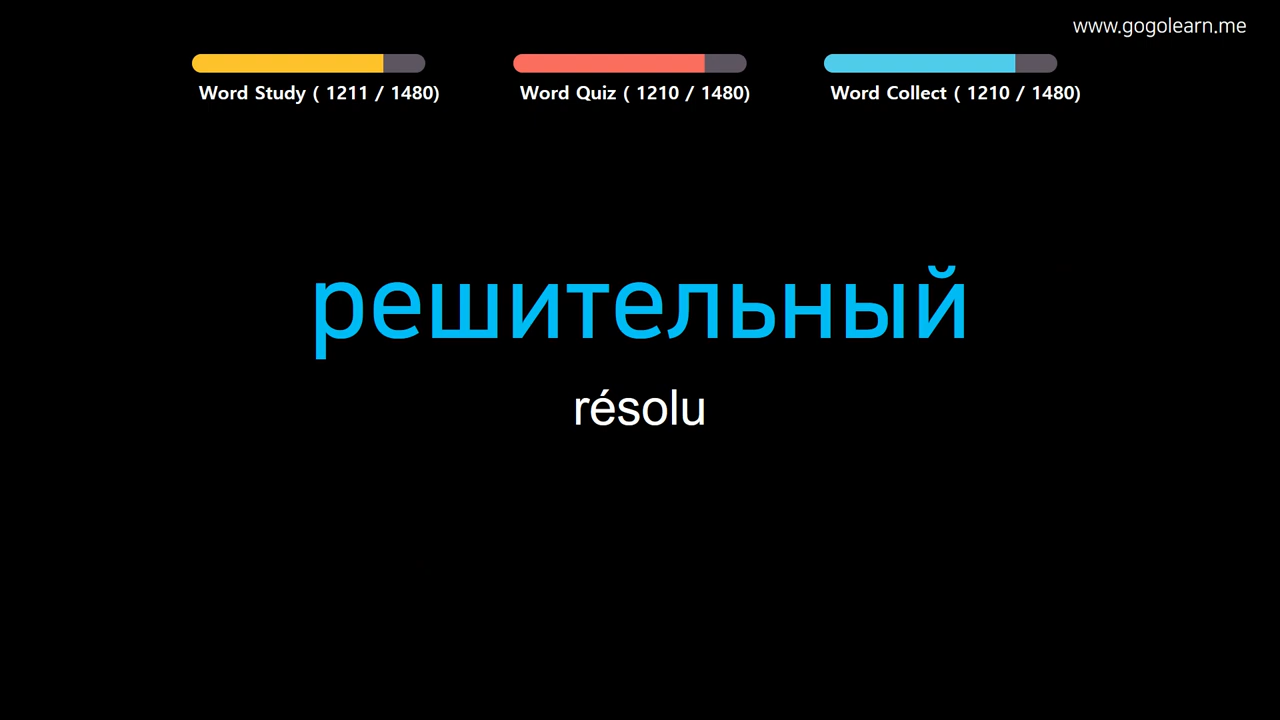 www.gogolearn.me
Word Study ( 1211 / 1480)
Word Quiz ( 1210 / 1480)
Word Collect ( 1210 / 1480)
решительный
résolu